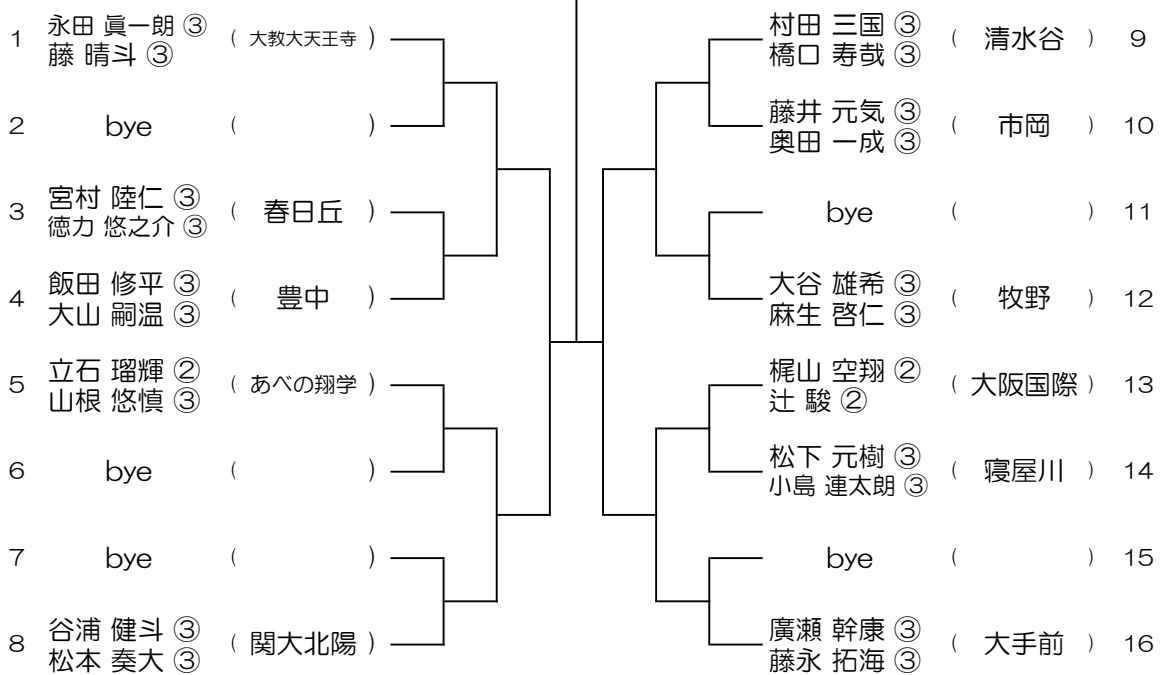 1 永田 眞一朗 ③ ( 大教大天王寺 )
藤 晴斗 ③
2 bye ( )
3 宮村 陸仁 ③ ( 春日丘 )
徳力 悠之介 ③
4 飯田 修平 ③ ( 豊中 )
大山 嗣温 ③
5 立石 瑠輝 ② ( あべの翔学 )
山根 悠慎 ③
6 bye ( )
7 bye ( )
8 谷浦 健斗 ③ ( 関大北陽 )
松本 奏大 ③
村田 三国 ③ ( 清水谷 ) 9
橋口 寿哉 ③
藤井 元気 ③ ( 市岡 ) 10
奥田 一成 ③
bye ( ) 11
大谷 雄希 ③ ( 牧野 ) 12
麻生 啓仁 ③
梶山 空翔 ② ( 大阪国際 ) 13
辻 駿 ②
松下 元樹 ③ ( 寝屋川 ) 14
小島 連太朗 ③
bye ( ) 15
廣瀬 幹康 ③ ( 大手前 ) 16
藤永 拓海 ③